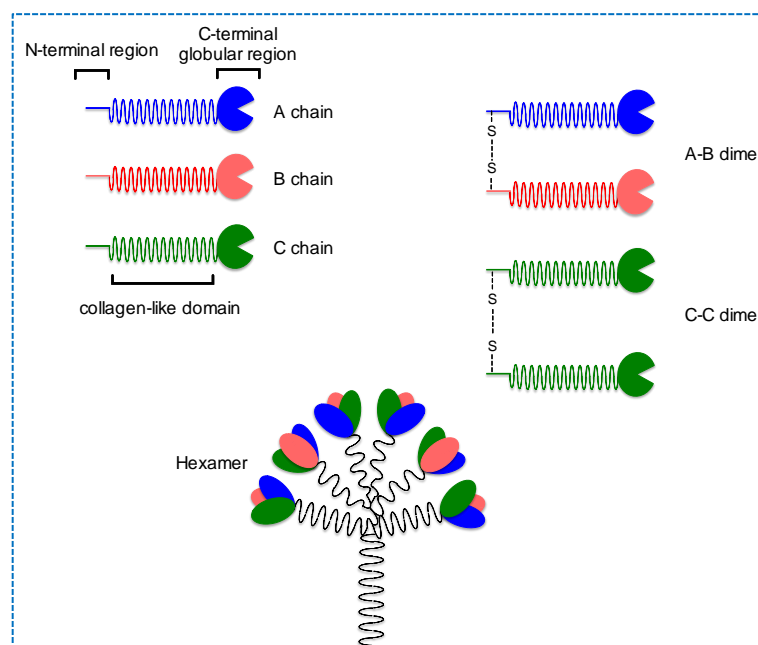 N-terminal region
C-terminal
globular region
A chain
B chain
C chain
collagen-like domain
S
S
A-B dime
S
S
C-C dime
Hexamer